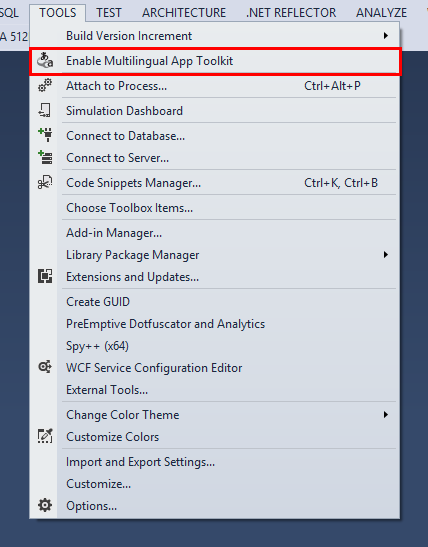 SQL TOOLS TEST ARCHITECTURE .NET REFLECTOR ANALYZE
A 512
Build Version Increment
Enable Multilingual App Toolkit
Attach to Process... Ctrl+Alt+P
Simulation Dashboard
Connect to Database...
Connect to Server...
Code Snippets Manager... Ctrl+K, Ctrl+B
Choose Toolbox Items...
Add-in Manager...
Library Package Manager
Extensions and Updates...
Create GUID
PreEmptive Dotfuscator and Analytics
Spy++ (x64)
WCF Service Configuration Editor
External Tools...
Change Color Theme
Customize Colors
Import and Export Settings...
Customize...
Options...